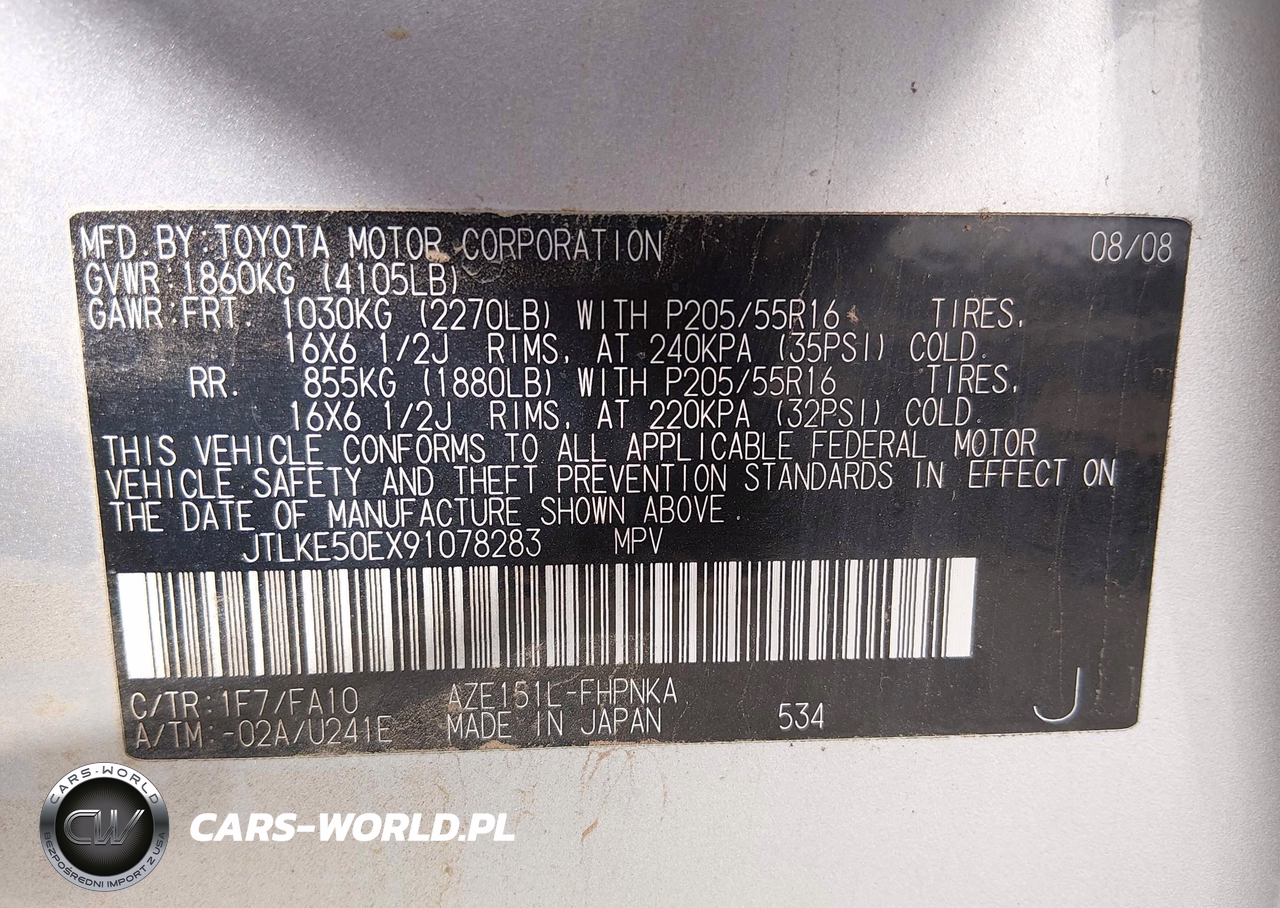 MFD BY: TOYOTA MOTOR CORPORATION 08/08
GVWR 1860KG (4105LB)
GAWR FRT. 1030KG (2270LB) WITH P205/55R16 TIRES,
16X6 1/2J RIMS, AT 240KPA (35PSI) COLD.
RR. 855KG (1880LB) WITH P205/55R16 TIRES,
16X6 1/2J RIMS, AT 220KPA (32PSI) COLD.
THIS VEHICLE CONFORMS TO ALL APPLICABLE FEDERAL MOTOR
VEHICLE SAFETY AND THEFT PREVENTION STANDARDS IN EFFECT ON
THE DATE OF MANUFACTURE SHOWN ABOVE.
JTLKE50EX91078283 MPV
C/TR: 1F7/FA10 AZE151L-FHPNKA
A/TM: -02A/U241E MADE IN JAPAN 534 J
CARS-WORLD
CW
BEZPOŚREDNI IMPORT Z USA
CARS-WORLD.PL